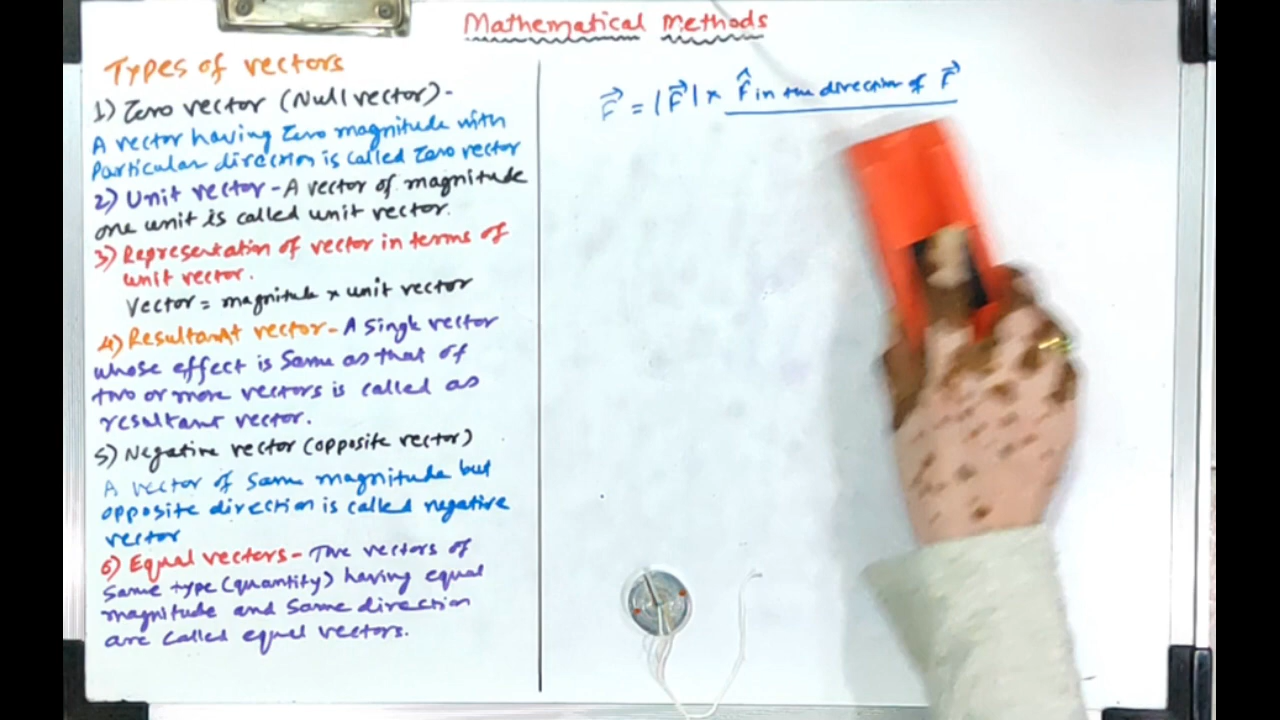 Mathematical Methods
Types of vectors
1) Zero vector (Null vector) -
A vector having Zero magnitude with
Particular direction is called Zero vector
2) Unit vector - A vector of magnitude
one unit is called unit vector.
3) Representation of vector in terms of
unit vector.
Vector = magnitude × unit vector
4) Resultant vector - A single vector
whose effect is same as that of
two or more vectors is called as
resultant vector.
5) Negative vector (opposite vector)
A vector of same magnitude but
opposite direction is called negative
vector
6) Equal vectors - The vectors of
same type (quantity) having equal
magnitude and same direction
are called equal vectors.
F⃗ = |F⃗| × F̂ in the direction of F⃗